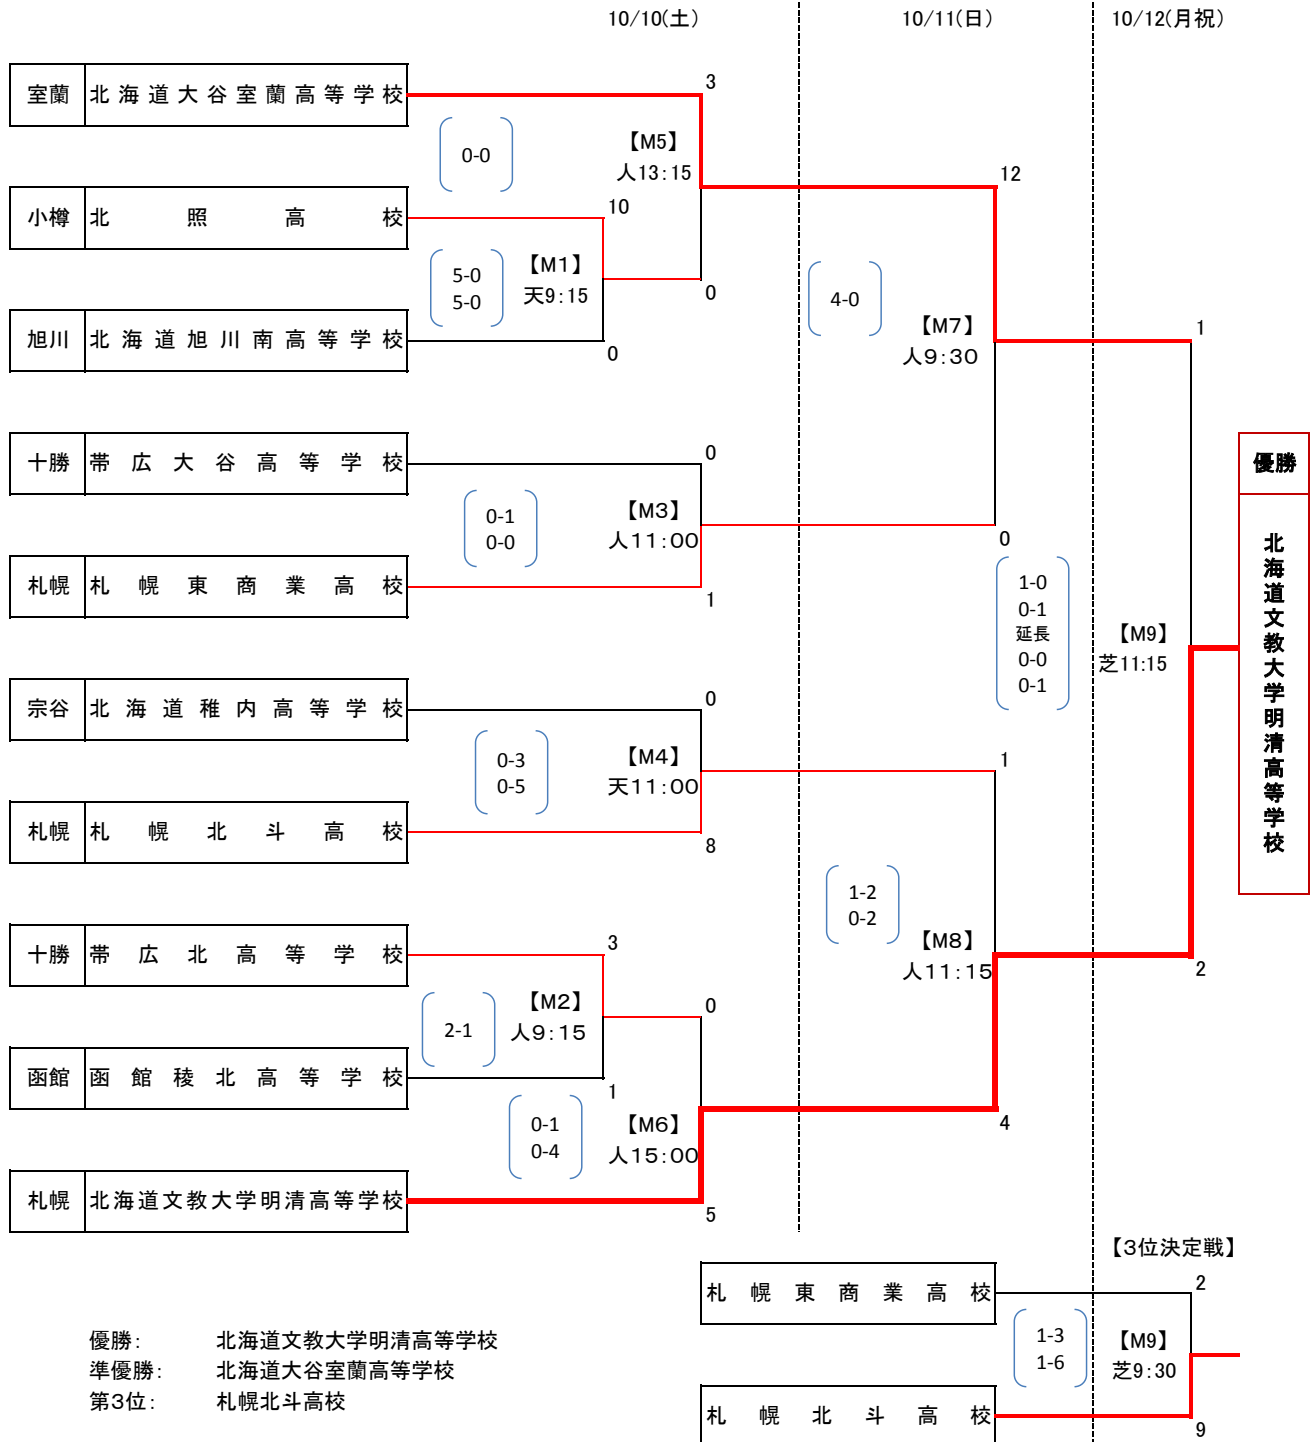 10/10(土)
10/11(日)
10/12(月祝)
室蘭 北海道大谷室蘭高等学校
3
0-0
【M5】
人13:15
12
小樽 北照高校
10
5-0
5-0
【M1】
天9:15
0
4-0
【M7】
人9:30
1
旭川 北海道旭川南高等学校
0
十勝 帯広大谷高等学校
0
優勝
0-1
0-0
【M3】
人11:00
0
札幌 札幌東商業高校
1
1-0
0-1
延長
0-0
0-1
【M9】
芝11:15
北海道文教大学明清高等学校
宗谷 北海道稚内高等学校
0
0-3
0-5
【M4】
天11:00
1
札幌 札幌北斗高校
8
1-2
0-2
【M8】
人11:15
2
十勝 帯広北高等学校
3
2-1
【M2】
人9:15
0
函館 函館稜北高等学校
1
0-1
0-4
【M6】
人15:00
4
札幌 北海道文教大学明清高等学校
5
【3位決定戦】
札幌東商業高校
2
1-3
1-6
【M9】
芝9:30
札幌北斗高校
9
優勝: 北海道文教大学明清高等学校
準優勝: 北海道大谷室蘭高等学校
第3位: 札幌北斗高校